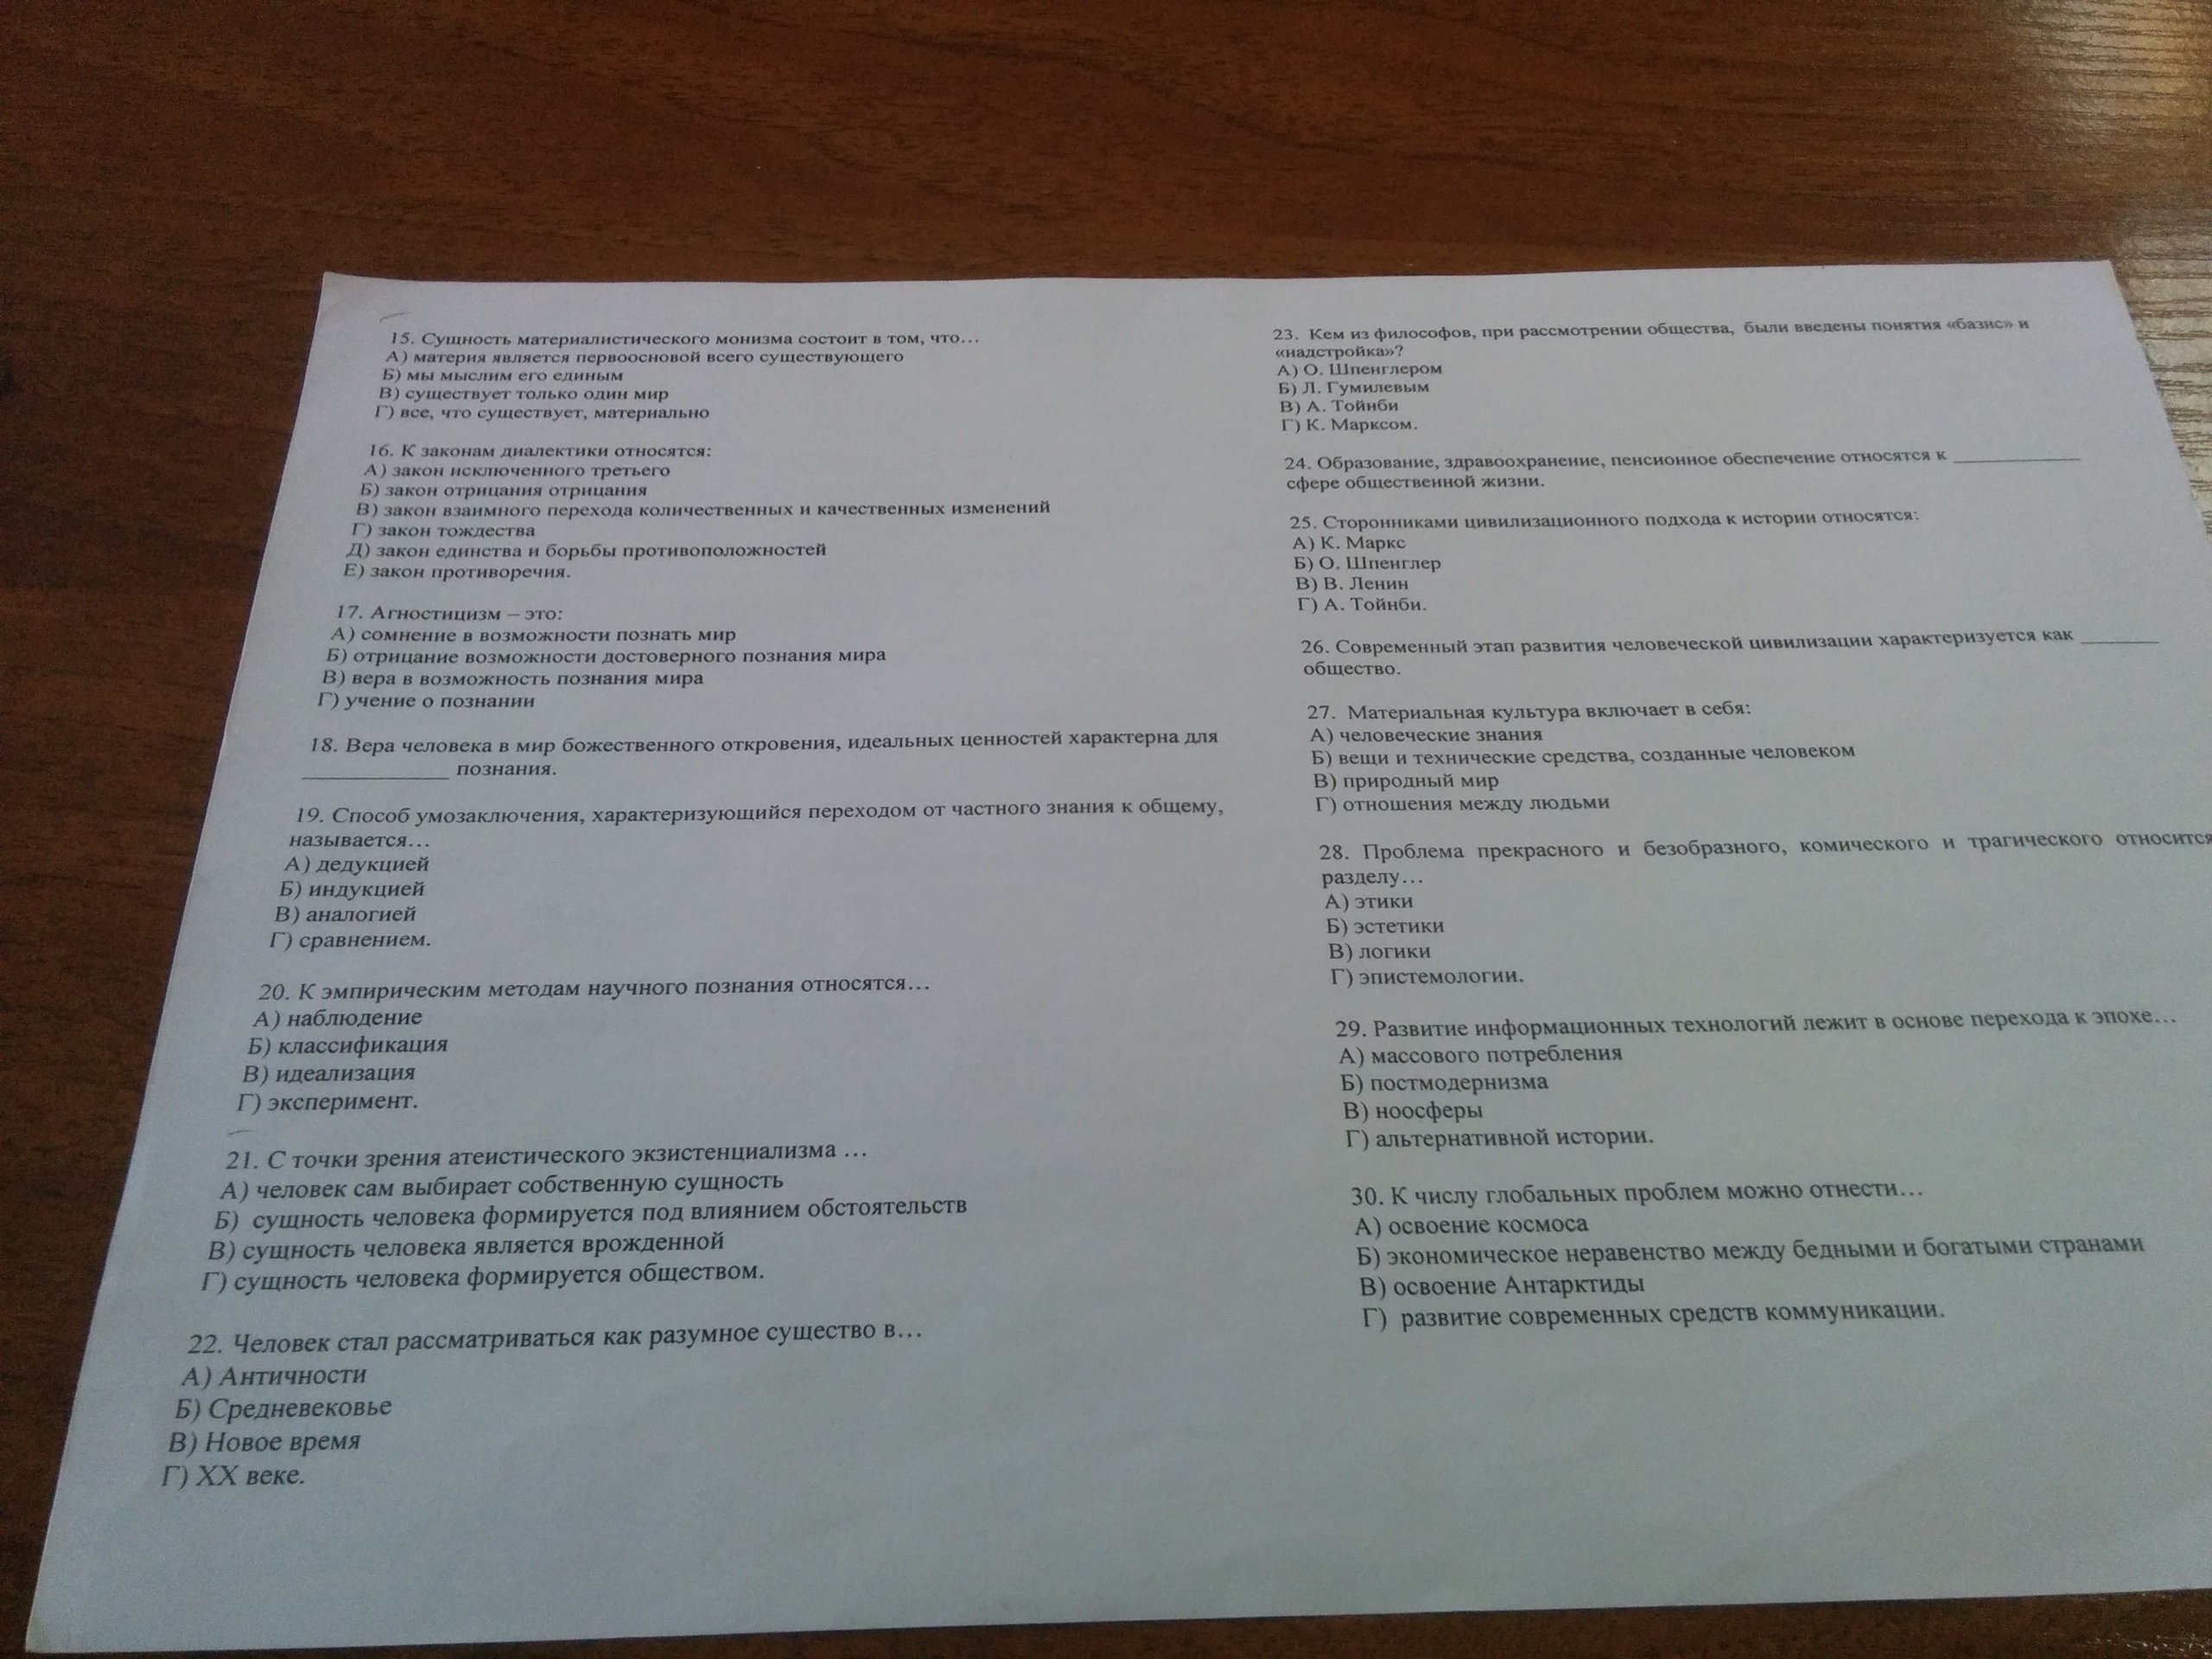 15. Сущность материалистического монизма состоит в том, что…
А) материя является первоосновой всего существующего
Б) мы мыслим его единым
В) существует только один мир
Г) все, что существует, материально
16. К законам диалектики относятся:
А) закон исключенного третьего
Б) закон отрицания отрицания
В) закон взаимного перехода количественных и качественных изменений
Г) закон тождества
Д) закон единства и борьбы противоположностей
Е) закон противоречия.
17. Агностицизм – это:
А) сомнение в возможности познать мир
Б) отрицание возможности достоверного познания мира
В) вера в возможность познания мира
Г) учение о познании
18. Вера человека в мир божественного откровения, идеальных ценностей характерна для
_____________ познания.
19. Способ умозаключения, характеризующийся переходом от частного знания к общему,
называется…
А) дедукцией
Б) индукцией
В) аналогией
Г) сравнением.
20. К эмпирическим методам научного познания относятся…
А) наблюдение
Б) классификация
В) идеализация
Г) эксперимент.
21. С точки зрения атеистического экзистенциализма …
А) человек сам выбирает собственную сущность
Б) сущность человека формируется под влиянием обстоятельств
В) сущность человека является врожденной
Г) сущность человека формируется обществом.
22. Человек стал рассматриваться как разумное существо в…
А) Античности
Б) Средневековье
В) Новое время
Г) XX веке.
23. Кем из философов, при рассмотрении общества, были введены понятия «базис» и
«надстройка»?
А) О. Шпенглером
Б) Л. Гумилевым
В) А. Тойнби
Г) К. Марксом.
24. Образование, здравоохранение, пенсионное обеспечение относятся к ____________
сфере общественной жизни.
25. Сторонниками цивилизационного подхода к истории относятся:
А) К. Маркс
Б) О. Шпенглер
В) В. Ленин
Г) А. Тойнби.
26. Современный этап развития человеческой цивилизации характеризуется как _______
общество.
27. Материальная культура включает в себя:
А) человеческие знания
Б) вещи и технические средства, созданные человеком
В) природный мир
Г) отношения между людьми
28. Проблема прекрасного и безобразного, комического и трагического относится
разделу…
А) этики
Б) эстетики
В) логики
Г) эпистемологии.
29. Развитие информационных технологий лежит в основе перехода к эпохе…
А) массового потребления
Б) постмодернизма
В) ноосферы
Г) альтернативной истории.
30. К числу глобальных проблем можно отнести…
А) освоение космоса
Б) экономическое неравенство между бедными и богатыми странами
В) освоение Антарктиды
Г) развитие современных средств коммуникации.